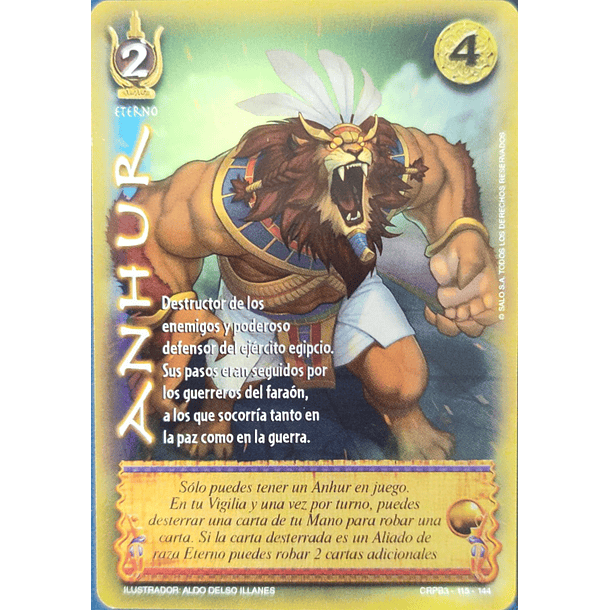 2
4
ETERNO
ANHUR
Destructor de los
enemigos y poderoso
defensor del ejército egipcio.
Sus pasos eran seguidos por
los guerreros del faraón,
a los que socorría tanto en
la paz como en la guerra.
© SALO S.A. TODOS LOS DERECHOS RESERVADOS
Sólo puedes tener un Anhur en juego.
En tu Vigilia y una vez por turno, puedes
desterrar una carta de tu Mano para robar una
carta. Si la carta desterrada es un Aliado de
raza Eterno puedes robar 2 cartas adicionales
ILUSTRADOR: ALDO DELSO ILLANES
CRPB3 - 113 - 144